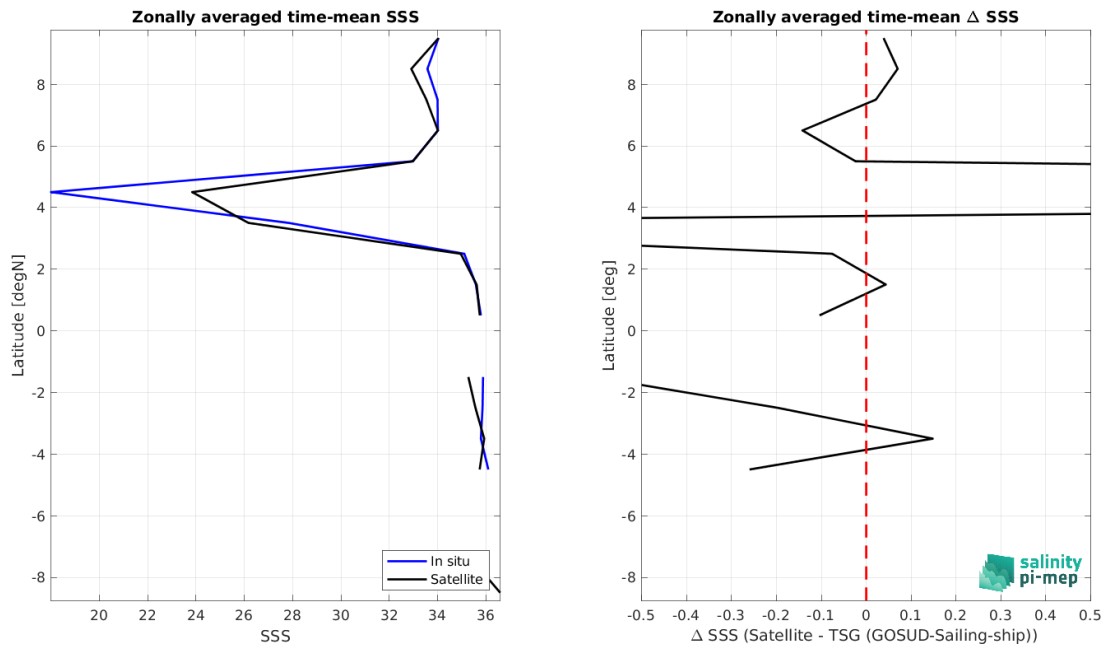 Zonally averaged time-mean SSS
8
6
4
2
0
-2
-4
-6
-8
Latitude [degN]
20 22 24 26 28 30 32 34 36
SSS
In situ
Satellite
Zonally averaged time-mean Δ SSS
8
6
4
2
0
-2
-4
-6
-8
Latitude [deg]
-0.5 -0.4 -0.3 -0.2 -0.1 0 0.1 0.2 0.3 0.4 0.5
Δ SSS (Satellite - TSG (GOSUD-Sailing-ship))
salinity
pi-mep